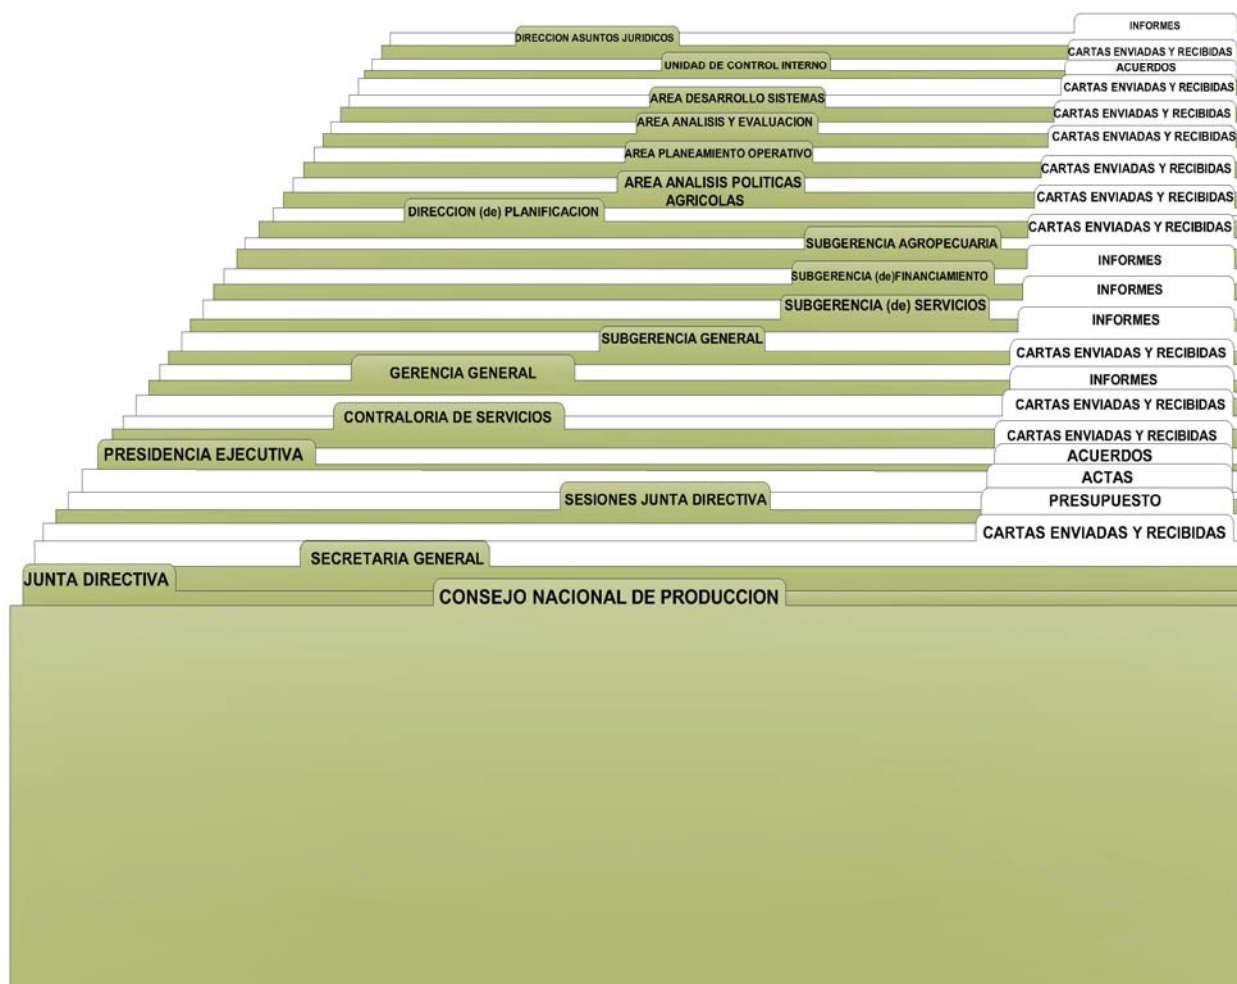 INFORMES
DIRECCION ASUNTOS JURIDICOS
CARTAS ENVIADAS Y RECIBIDAS
UNIDAD DE CONTROL INTERNO
ACUERDOS
CARTAS ENVIADAS Y RECIBIDAS
AREA DESARROLLO SISTEMAS
CARTAS ENVIADAS Y RECIBIDAS
AREA ANALISIS Y EVALUACION
CARTAS ENVIADAS Y RECIBIDAS
AREA PLANEAMIENTO OPERATIVO
CARTAS ENVIADAS Y RECIBIDAS
AREA ANALISIS POLITICAS
AGRICOLAS
CARTAS ENVIADAS Y RECIBIDAS
DIRECCION (de) PLANIFICACION
CARTAS ENVIADAS Y RECIBIDAS
SUBGERENCIA AGROPECUARIA
INFORMES
SUBGERENCIA (de)FINANCIAMIENTO
INFORMES
SUBGERENCIA (de) SERVICIOS
INFORMES
SUBGERENCIA GENERAL
CARTAS ENVIADAS Y RECIBIDAS
GERENCIA GENERAL
INFORMES
CARTAS ENVIADAS Y RECIBIDAS
CONTRALORIA DE SERVICIOS
CARTAS ENVIADAS Y RECIBIDAS
PRESIDENCIA EJECUTIVA
ACUERDOS
ACTAS
SESIONES JUNTA DIRECTIVA
PRESUPUESTO
CARTAS ENVIADAS Y RECIBIDAS
SECRETARIA GENERAL
JUNTA DIRECTIVA
CONSEJO NACIONAL DE PRODUCCION